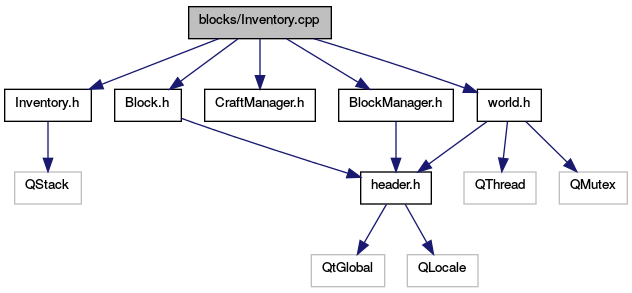 blocks/Inventory.cpp
Inventory.h
Block.h
CraftManager.h
BlockManager.h
world.h
QStack
header.h
QThread
QMutex
QtGlobal
QLocale